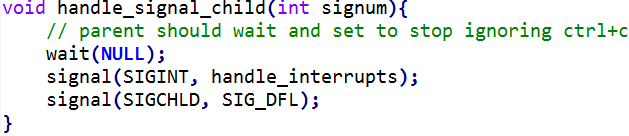 void handle_signal_child(int signum){
    // parent should wait and set to stop ignoring ctrl+c
    wait(NULL);
    signal(SIGINT, handle_interrupts);
    signal(SIGCHLD, SIG_DFL);
}